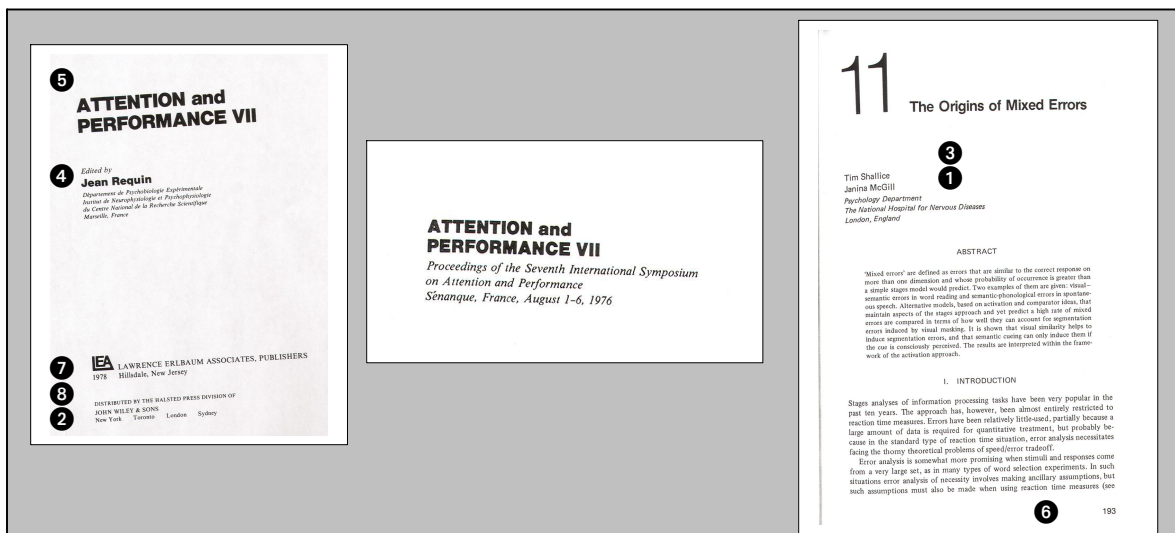 5
ATTENTION and
PERFORMANCE VII
4
Edited by
Jean Requin
Département de Psychobiologie Expérimentale
Institut de Neurophysiologie et Psychophysiologie
du Centre National de la Recherche Scientifique
Marseille, France
7
LEA LAWRENCE ERLBAUM ASSOCIATES, PUBLISHERS
1978 Hillsdale, New Jersey
8
DISTRIBUTED BY THE HALSTED PRESS DIVISION OF
JOHN WILEY & SONS
2
New York Toronto London Sydney
ATTENTION and
PERFORMANCE VII
Proceedings of the Seventh International Symposium
on Attention and Performance
Sénanque, France, August 1–6, 1976
11
The Origins of Mixed Errors
3
Tim Shallice
1
Janina McGill
Psychology Department
The National Hospital for Nervous Diseases
London, England
ABSTRACT
'Mixed errors' are defined as errors that are similar to the correct response on
more than one dimension and whose probability of occurrence is greater than
a simple stages model would predict. Two examples of them are given: visual–
semantic errors in word reading and semantic-phonological errors in spontane-
ous speech. Alternative models, based on activation and comparator ideas, that
maintain aspects of the stages approach and yet predict a high rate of mixed
errors are compared in terms of how well they can account for segmentation
errors induced by visual masking. It is shown that visual similarity helps to
induce segmentation errors, and that semantic cueing can only induce them if
the cue is consciously perceived. The results are interpreted within the frame-
work of the activation approach.
I. INTRODUCTION
Stages analyses of information processing tasks have been very popular in the
past ten years. The approach has, however, been almost entirely restricted to
reaction time measures. Errors have been relatively little-used, partially because a
large amount of data is required for quantitative treatment, but probably be-
cause in the standard type of reaction time situation, error analysis necessitates
facing the thorny theoretical problems of speed/error tradeoff.
Error analysis is somewhat more promising when stimuli and responses come
from a very large set, as in many types of word selection experiments. In such
situations error analysis of necessity involves making ancillary assumptions, but
such assumptions must also be made when using reaction time measures (see
6
193